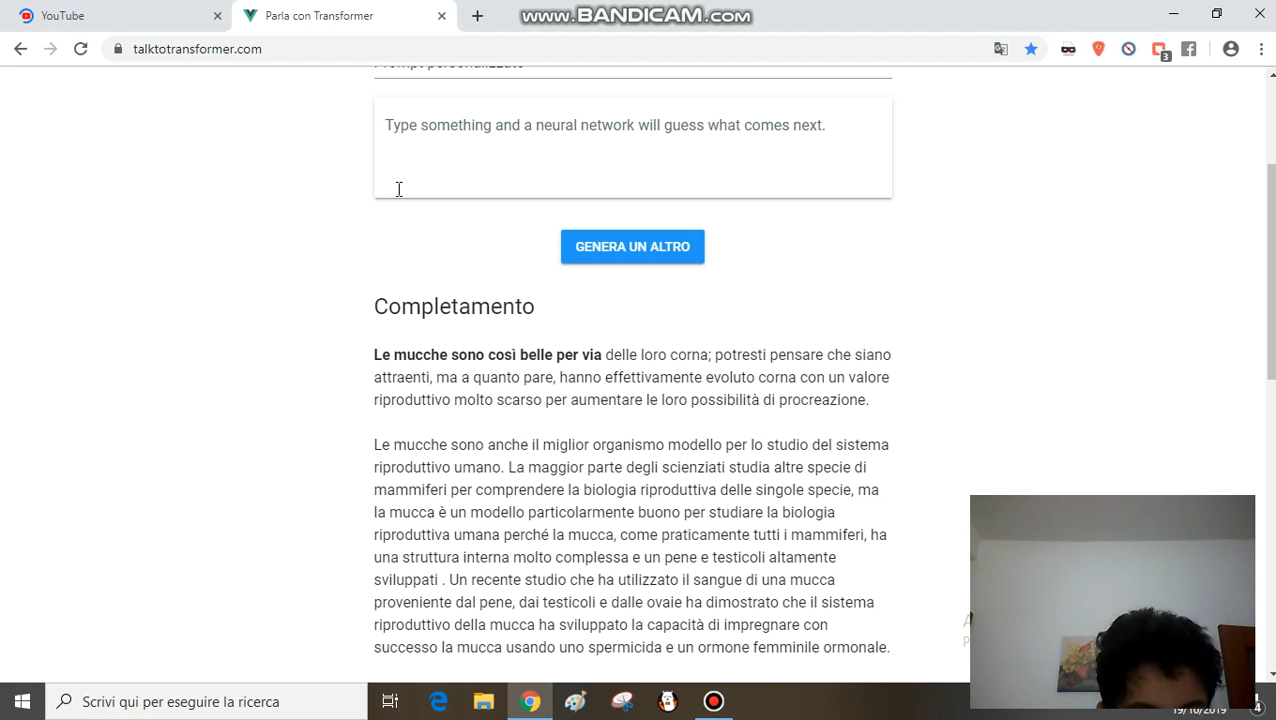 YouTube
Parla con Transformer
www.BANDICAM.com
talktotransformer.com
3
Prompt personalizzato
Type something and a neural network will guess what comes next.
GENERA UN ALTRO
Completamento
Le mucche sono così belle per via delle loro corna; potresti pensare che siano
attraenti, ma a quanto pare, hanno effettivamente evoluto corna con un valore
riproduttivo molto scarso per aumentare le loro possibilità di procreazione.
Le mucche sono anche il miglior organismo modello per lo studio del sistema
riproduttivo umano. La maggior parte degli scienziati studia altre specie di
mammiferi per comprendere la biologia riproduttiva delle singole specie, ma
la mucca è un modello particolarmente buono per studiare la biologia
riproduttiva umana perché la mucca, come praticamente tutti i mammiferi, ha
una struttura interna molto complessa e un pene e testicoli altamente
sviluppati . Un recente studio che ha utilizzato il sangue di una mucca
proveniente dal pene, dai testicoli e dalle ovaie ha dimostrato che il sistema
riproduttivo della mucca ha sviluppato la capacità di impregnare con
successo la mucca usando uno spermicida e un ormone femminile ormonale.
Scrivi qui per eseguire la ricerca
19/10/2019
4